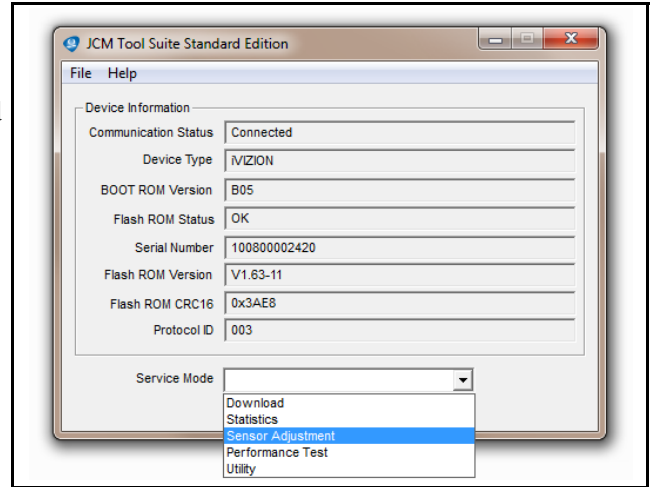 JCM Tool Suite Standard Edition
File Help
Device Information
Communication Status Connected
Device Type iVIZION
BOOT ROM Version B05
Flash ROM Status OK
Serial Number 100800002420
Flash ROM Version V1.63-11
Flash ROM CRC16 0x3AE8
Protocol ID 003
Service Mode
Download
Statistics
Sensor Adjustment
Performance Test
Utility